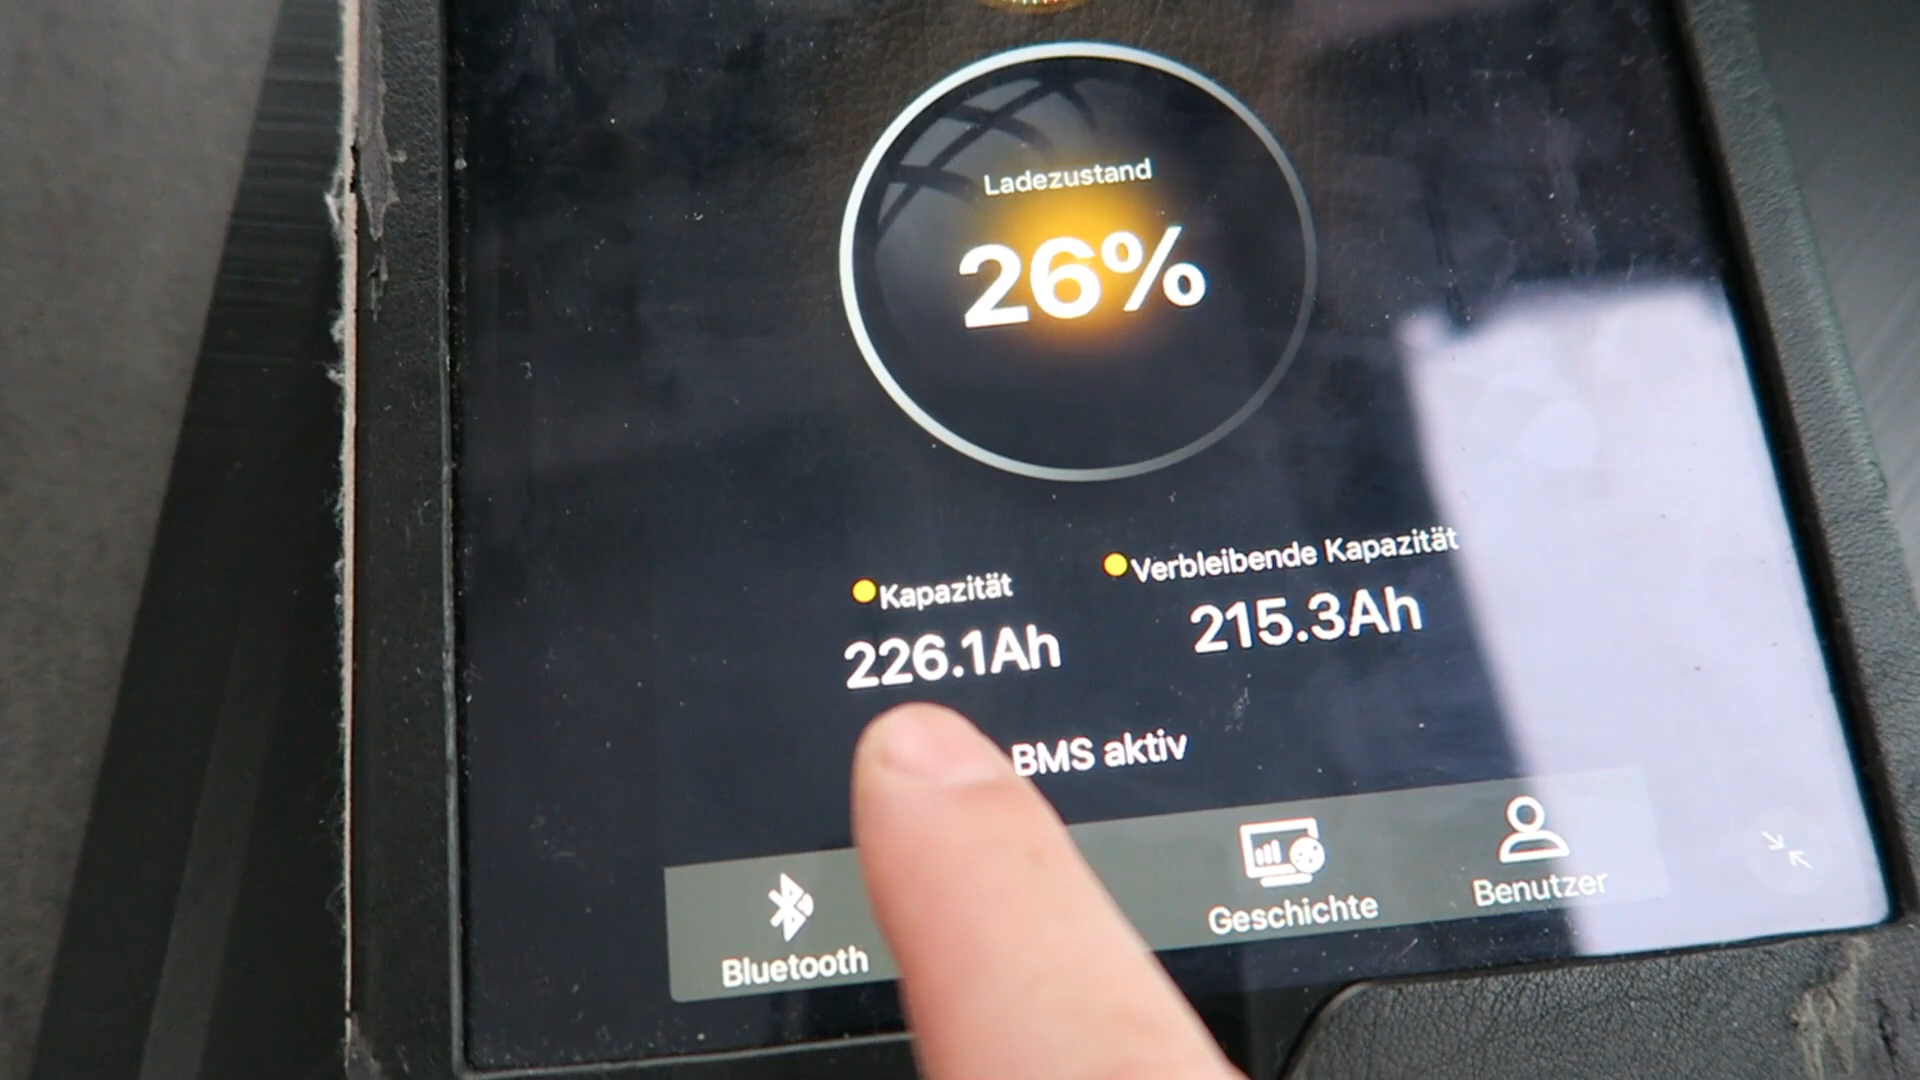 Ladezustand
26%
Kapazität
226.1Ah
Verbleibende Kapazität
215.3Ah
BMS aktiv
Bluetooth
Geschichte
Benutzer